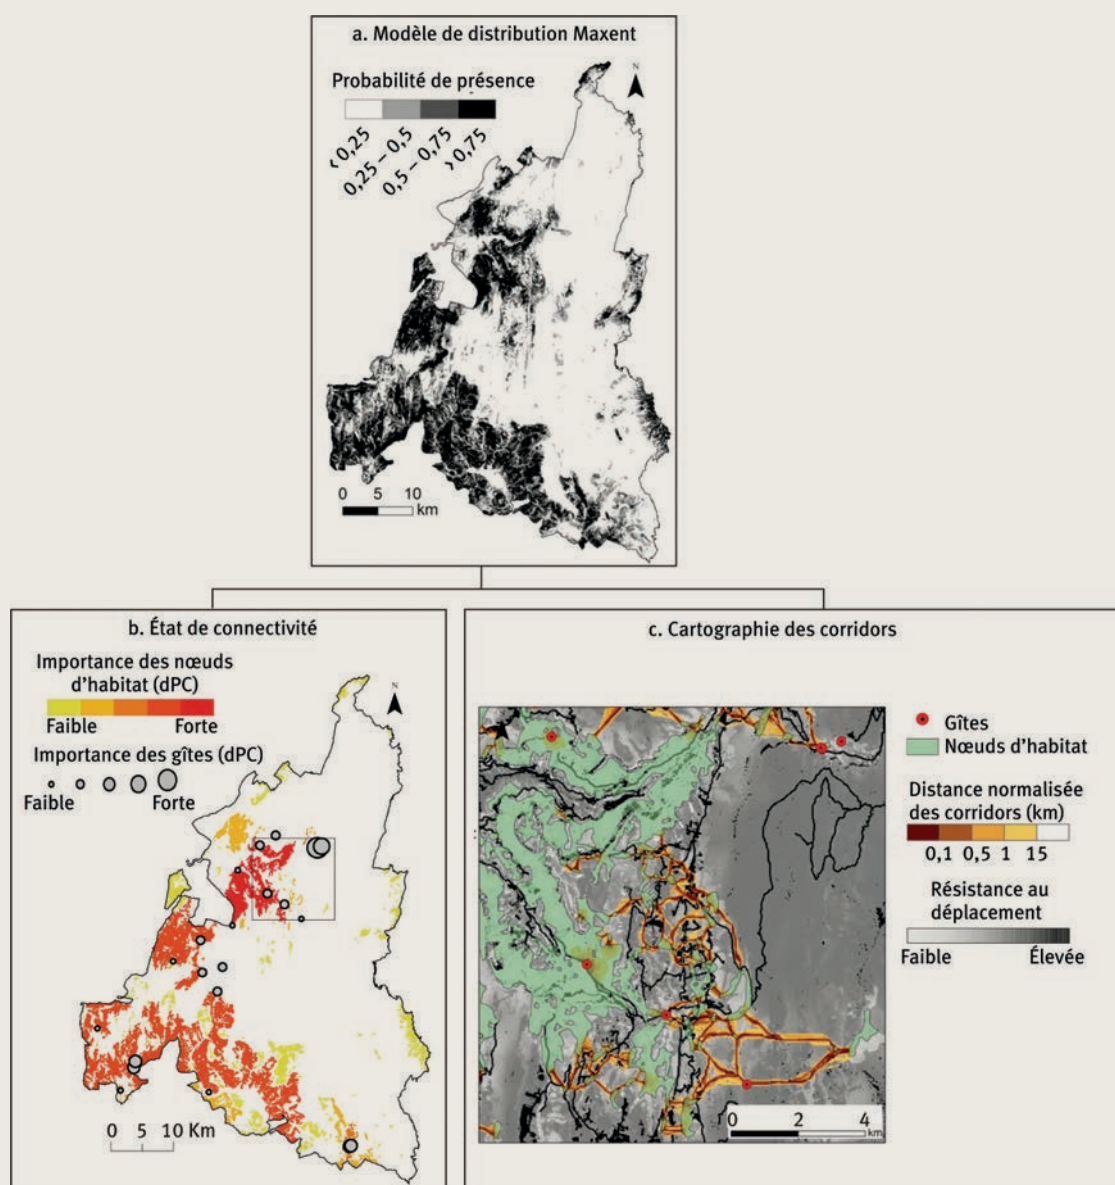 a. Modèle de distribution Maxent
Probabilité de présence
N
‹ 0,25
0,25 – 0,5
0,5 – 0,75
› 0,75
0 5 10
km
b. État de connectivité
Importance des nœuds
d'habitat (dPC)
Faible Forte
Importance des gîtes (dPC)
Faible Forte
N
0 5 10 Km
c. Cartographie des corridors
Gîtes
Nœuds d'habitat
Distance normalisée
des corridors (km)
0,1 0,5 1 15
Résistance au
déplacement
Faible Élevée
0 2 4
km